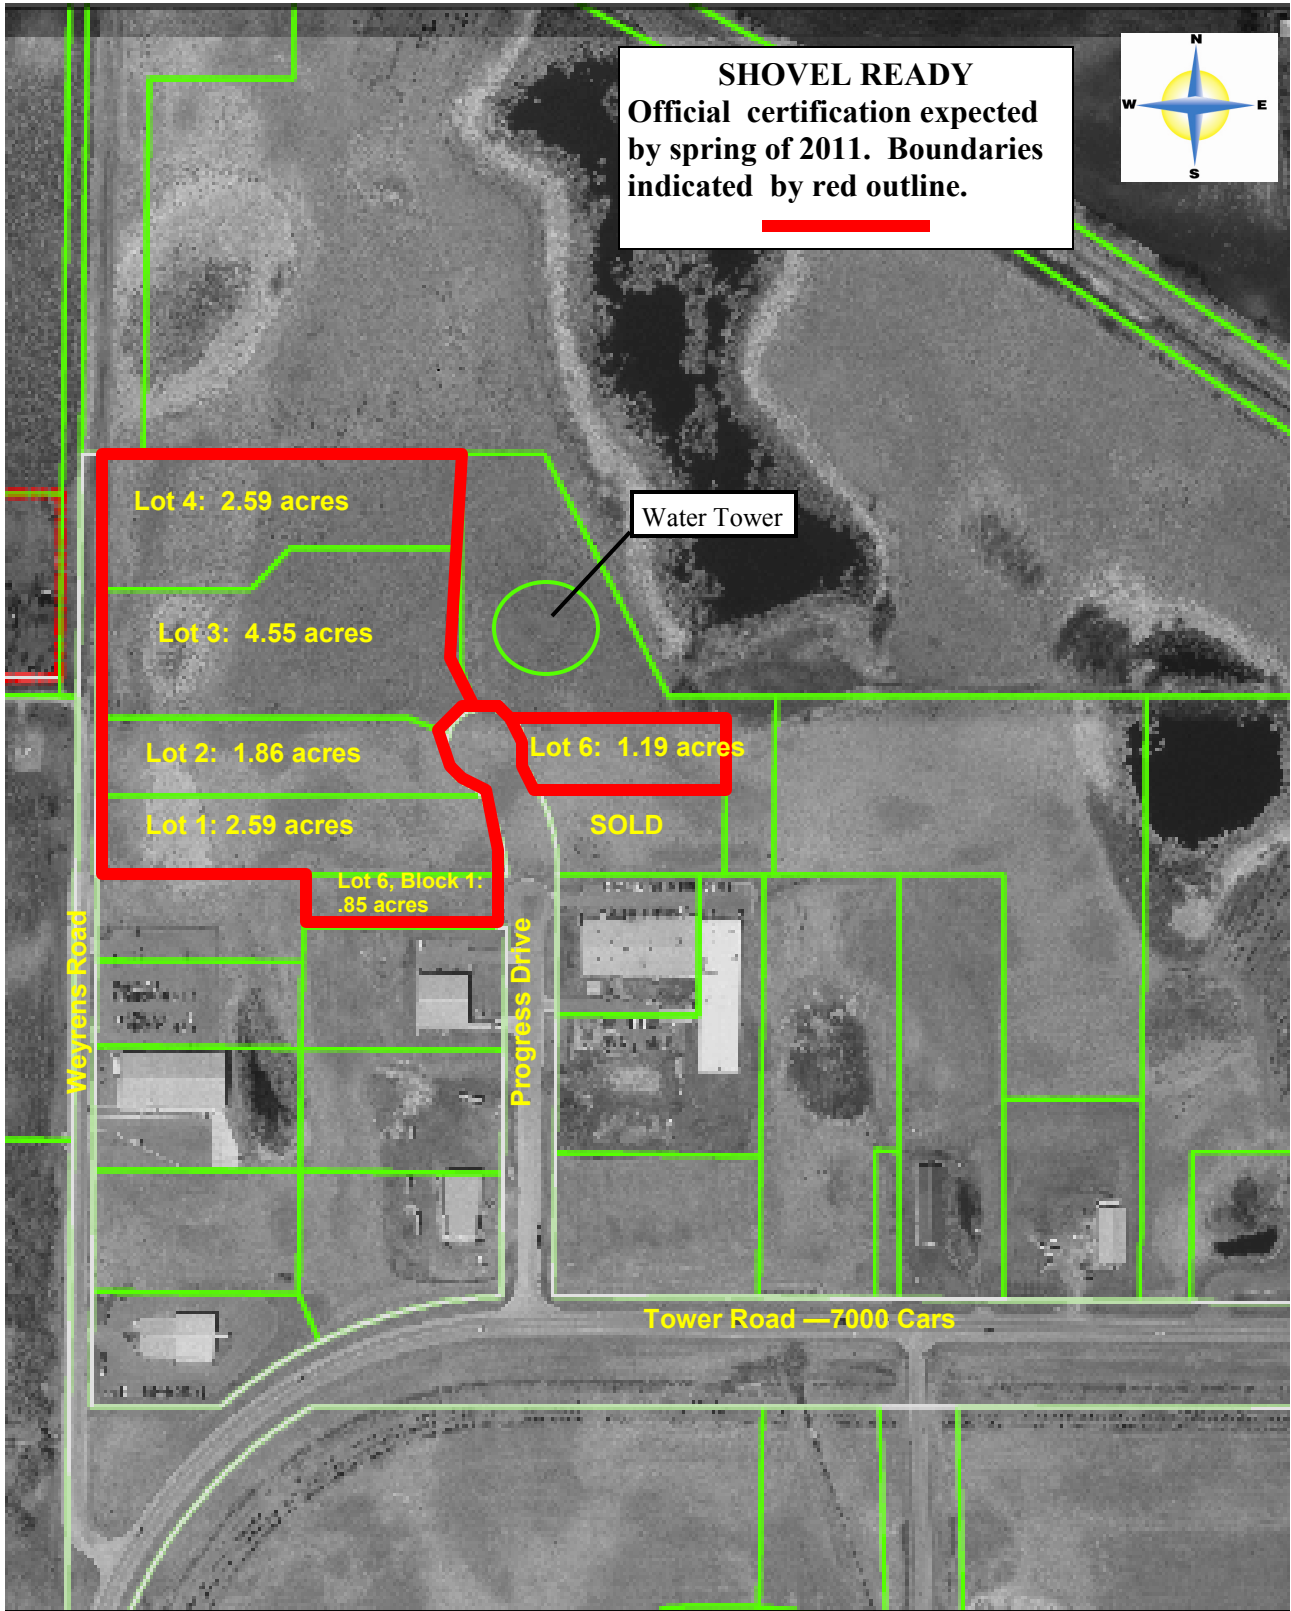 SHOVEL READY
Official certification expected
by spring of 2011. Boundaries
indicated by red outline.
N
W
E
S
Lot 4: 2.59 acres
Water Tower
Lot 3: 4.55 acres
Lot 2: 1.86 acres
Lot 6: 1.19 acres
Lot 1: 2.59 acres
SOLD
Lot 6, Block 1:
.85 acres
Weyrens Road
Progress Drive
Tower Road —7000 Cars